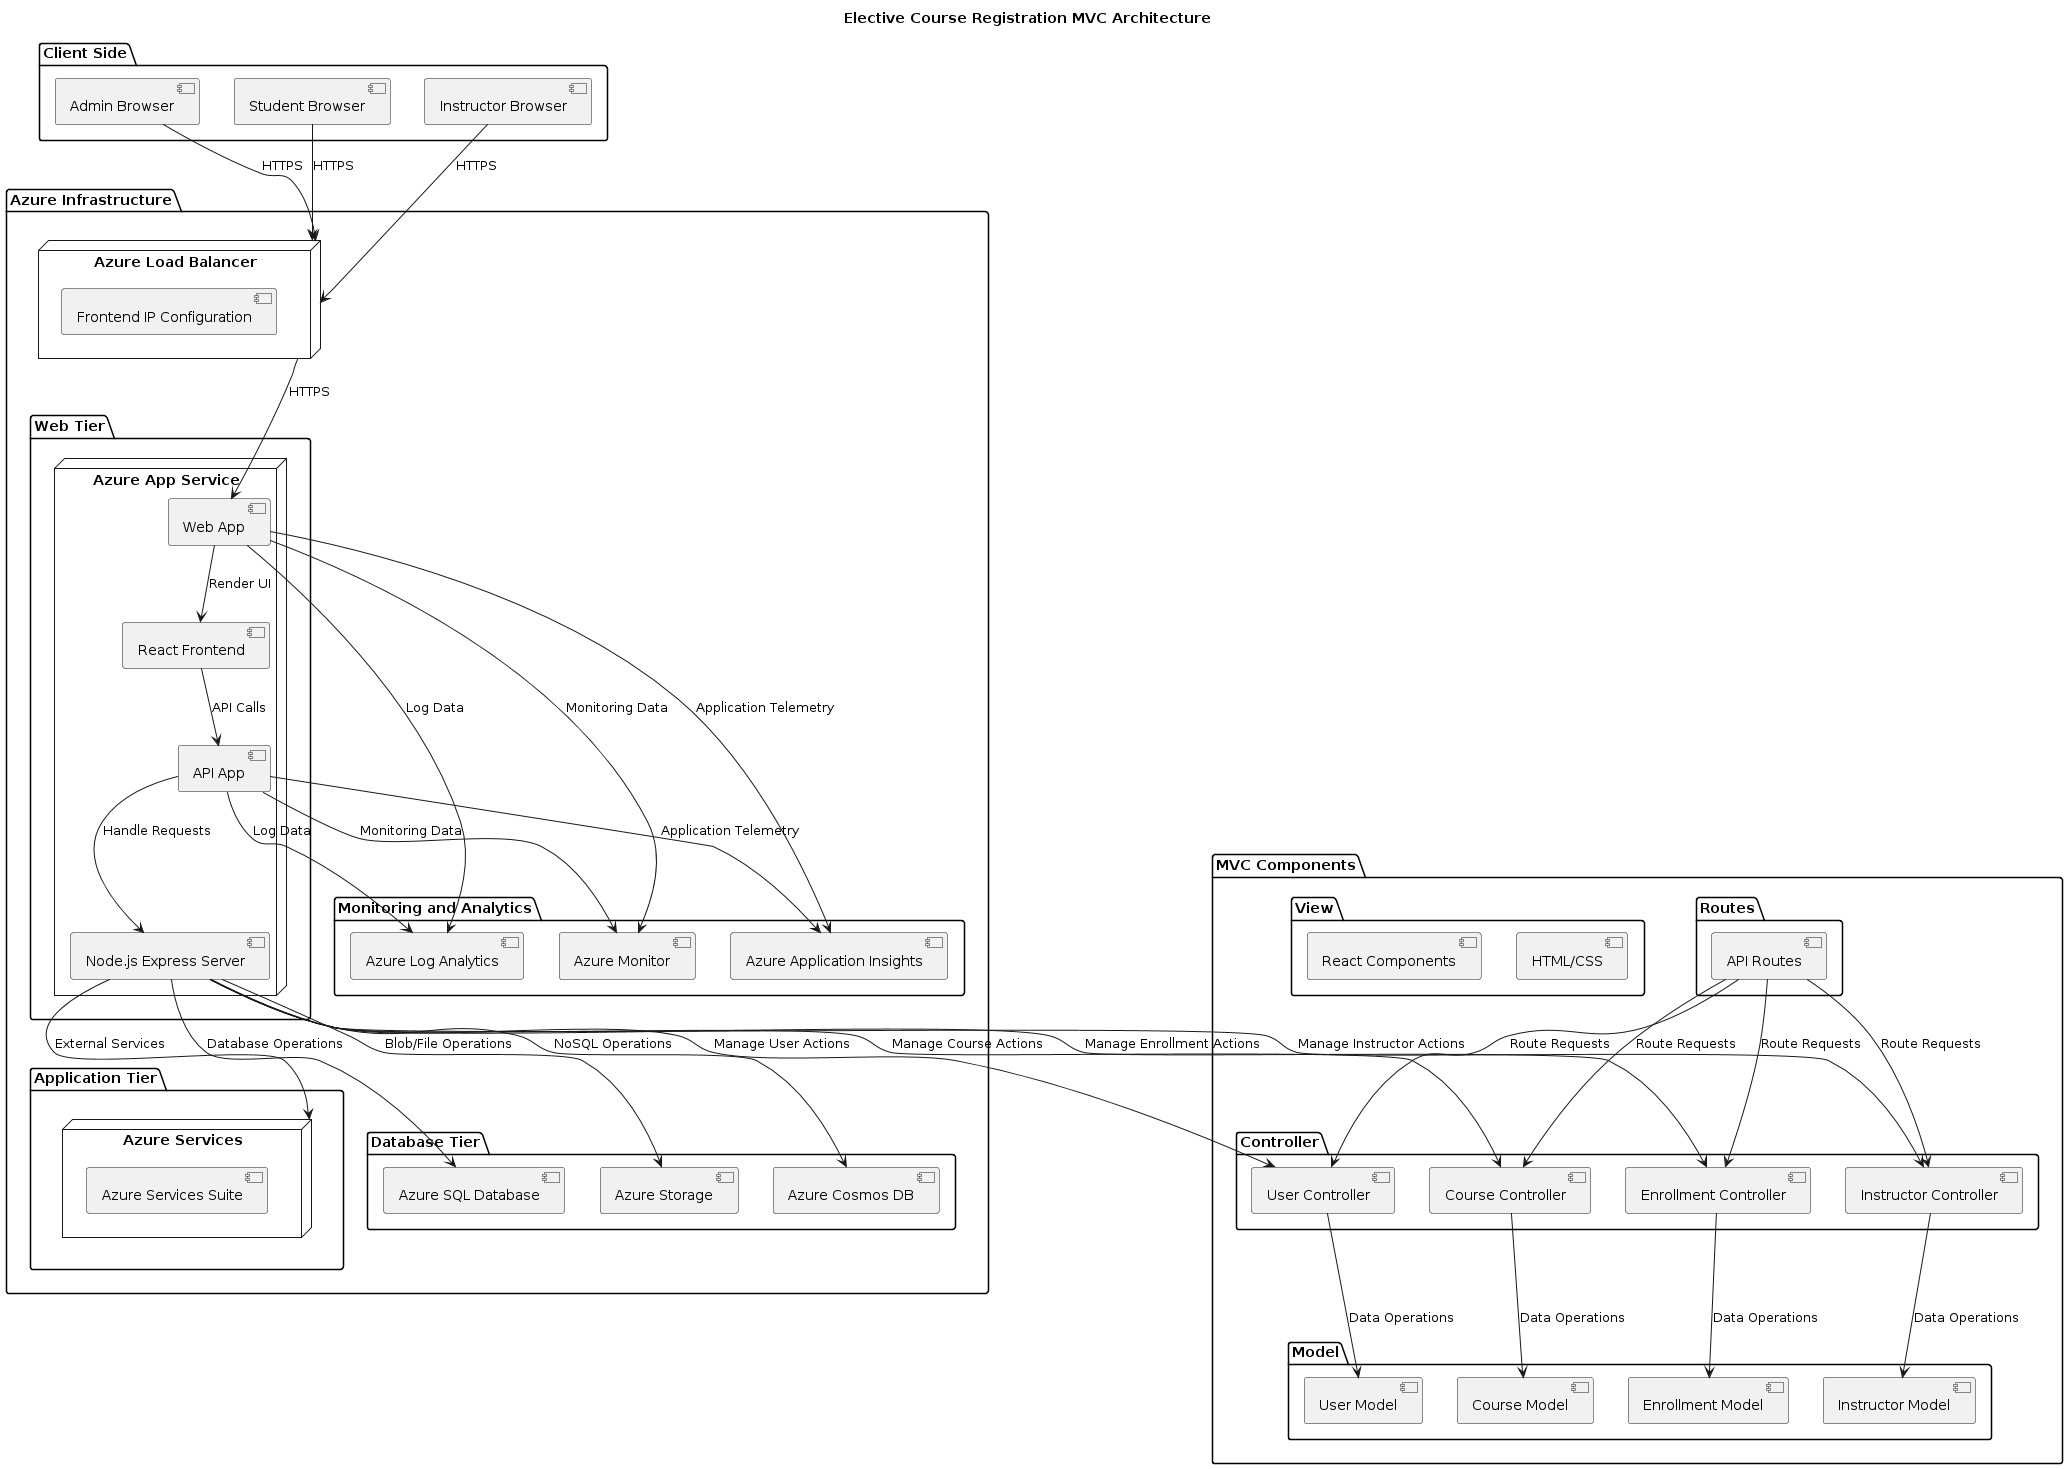 Elective Course Registration MVC Architecture
Client Side
Admin Browser
Student Browser
Instructor Browser
HTTPS
HTTPS
HTTPS
Azure Infrastructure
Azure Load Balancer
Frontend IP Configuration
HTTPS
Web Tier
Azure App Service
Web App
Render UI
React Frontend
API Calls
Log Data
Monitoring Data
Application Telemetry
API App
Handle Requests
Log Data
Monitoring Data
Application Telemetry
Monitoring and Analytics
Node.js Express Server
Azure Log Analytics
Azure Monitor
Azure Application Insights
MVC Components
View
React Components
HTML/CSS
Routes
API Routes
External Services
Database Operations
Blob/File Operations
NoSQL Operations
Manage User Actions
Manage Course Actions
Manage Enrollment Actions
Manage Instructor Actions
Route Requests
Route Requests
Route Requests
Route Requests
Application Tier
Azure Services
Azure Services Suite
Database Tier
Azure SQL Database
Azure Storage
Azure Cosmos DB
Controller
User Controller
Course Controller
Enrollment Controller
Instructor Controller
Data Operations
Data Operations
Data Operations
Data Operations
Model
User Model
Course Model
Enrollment Model
Instructor Model